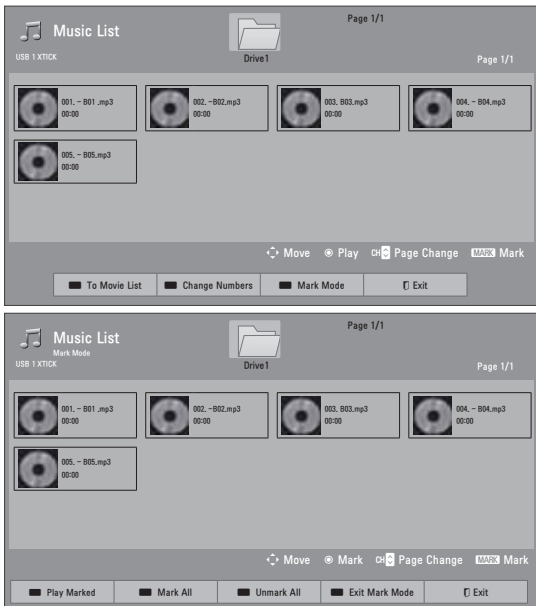 Music List
Page 1/1
USB 1 XTICK
Drive1
Page 1/1
001. - B01 .mp3
00:00
002. -B02.mp3
00:00
003. B03.mp3
00:00
004. - B04.mp3
00:00
005. - B05.mp3
00:00
Move Play CH Page Change MARK Mark
To Movie List Change Numbers Mark Mode Exit
Music List
Mark Mode
Page 1/1
USB 1 XTICK
Drive1
Page 1/1
001. - B01 .mp3
00:00
002. -B02.mp3
00:00
003. B03.mp3
00:00
004. - B04.mp3
00:00
005. - B05.mp3
00:00
Move Mark CH Page Change MARK Mark
Play Marked Mark All Unmark All Exit Mark Mode Exit